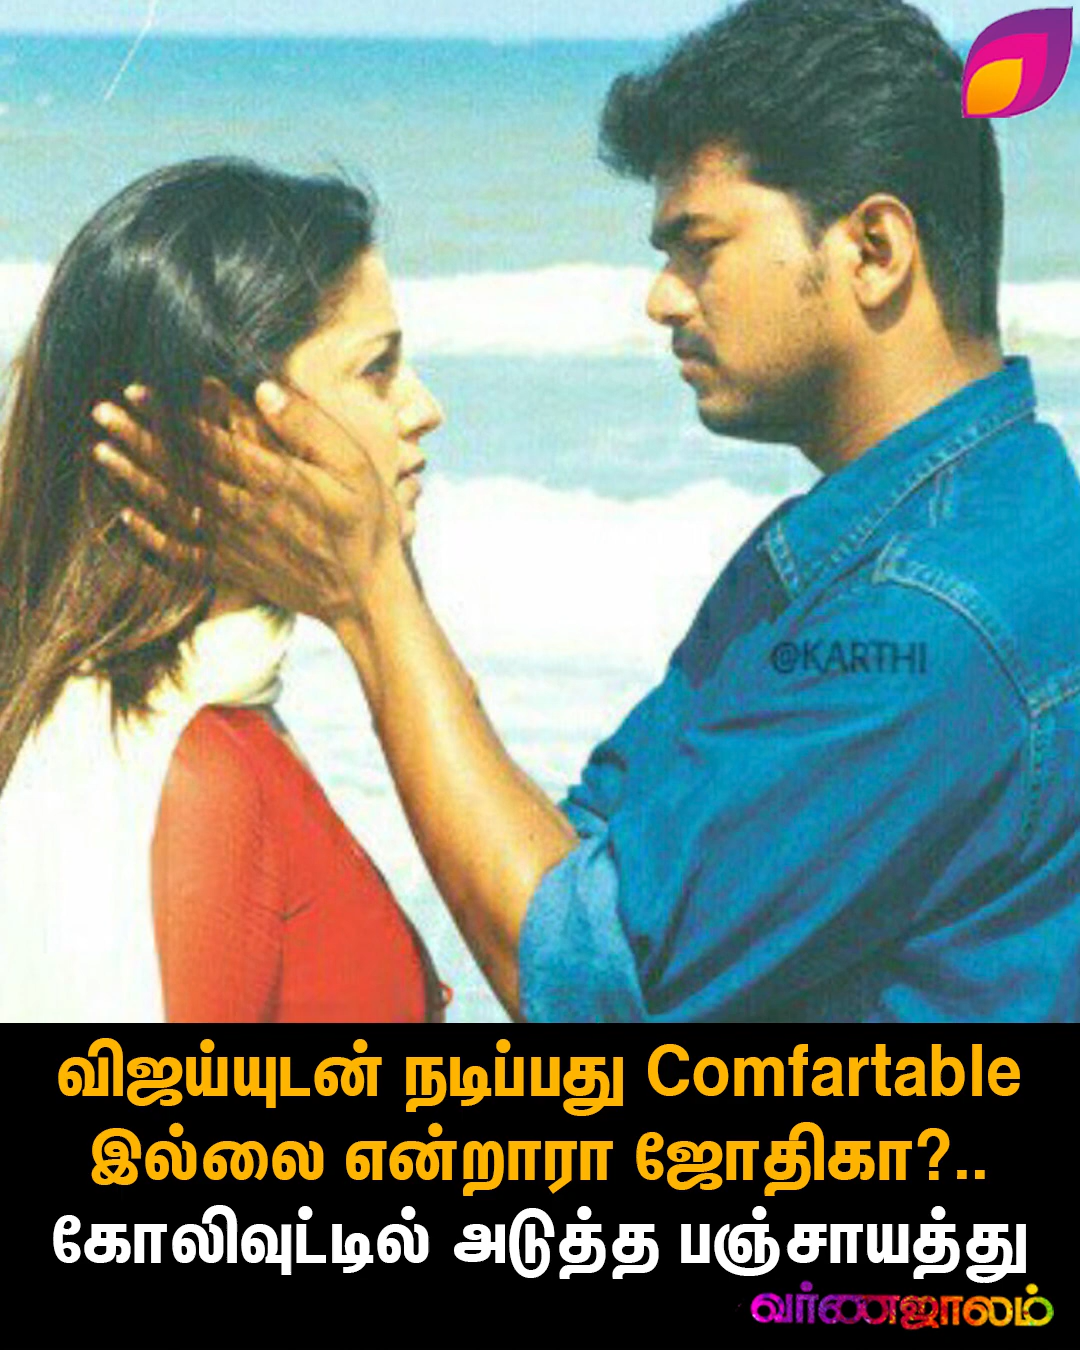 @KARTHI
விஜய்யுடன் நடிப்பது Comfartable
இல்லை என்றாரா ஜோதிகா?..
கோலிவுட்டில் அடுத்த பஞ்சாயத்து
வர்ணஜாலம்